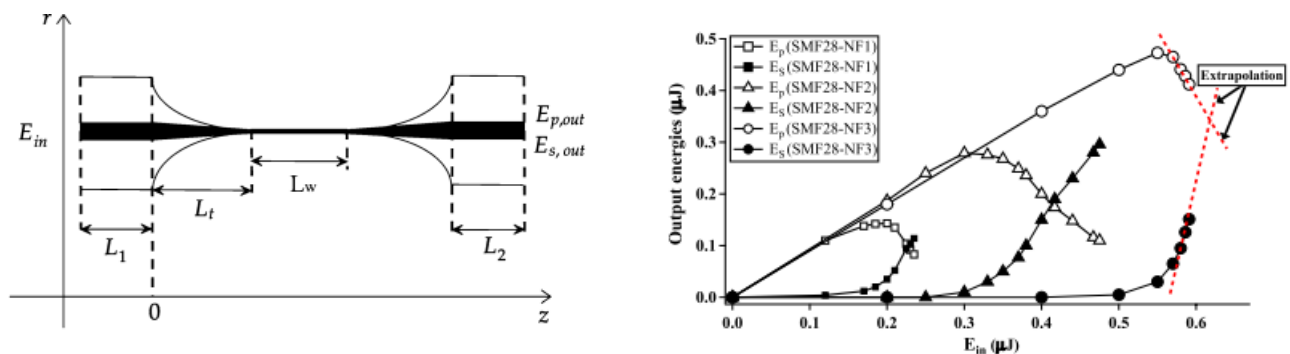 r
E_in
E_p,out
E_s,out
L_w
L_t
L_1
L_2
0
z
Output energies (μJ)
0.5
0.4
0.3
0.2
0.1
0.0
E_p (SMF28-NF1)
E_S (SMF28-NF1)
E_p (SMF28-NF2)
E_S (SMF28-NF2)
E_p (SMF28-NF3)
E_S (SMF28-NF3)
Extrapolation
0.0 0.1 0.2 0.3 0.4 0.5 0.6
E_in (μJ)